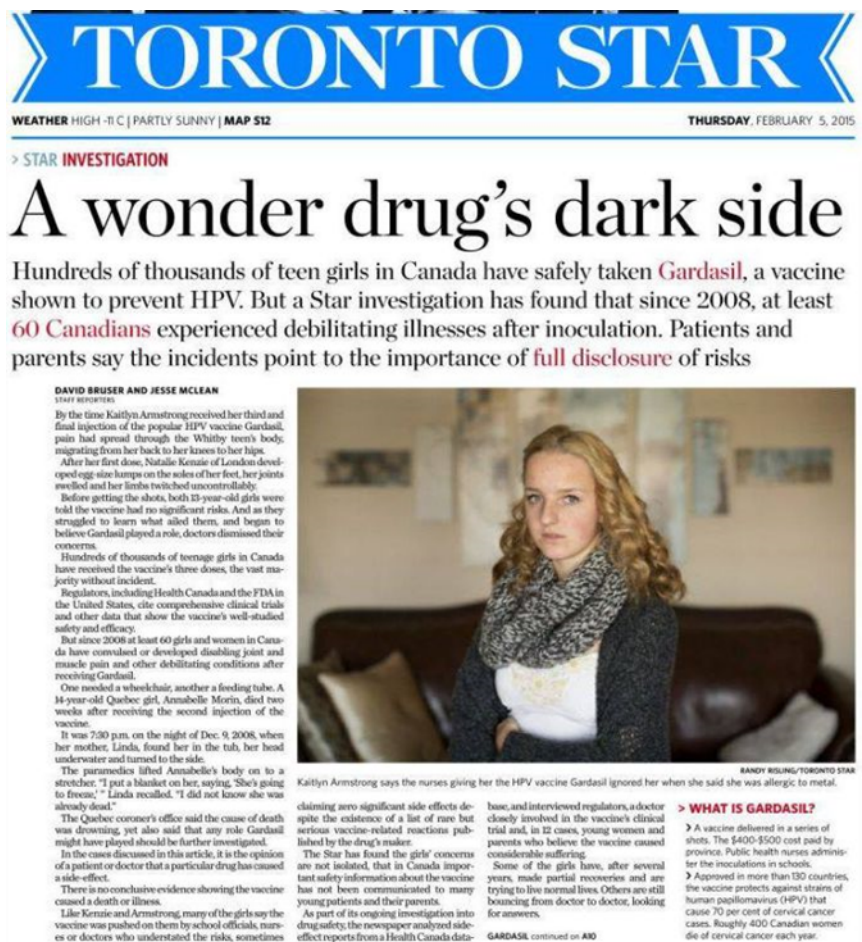 TORONTO STAR
WEATHER HIGH -11 C | PARTLY SUNNY | MAP S12
THURSDAY, FEBRUARY 5, 2015
> STAR INVESTIGATION
A wonder drug's dark side
Hundreds of thousands of teen girls in Canada have safely taken Gardasil, a vaccine
shown to prevent HPV. But a Star investigation has found that since 2008, at least
60 Canadians experienced debilitating illnesses after inoculation. Patients and
parents say the incidents point to the importance of full disclosure of risks
DAVID BRUSER AND JESSE MCLEAN
STAFF REPORTERS
By the time Kaitlyn Armstrong received her third and
final injection of the popular HPV vaccine Gardasil,
pain had spread through the Whitby teen's body,
migrating from her back to her knees to her hips.
After her first dose, Natalie Kenzie of London devel-
oped egg-size lumps on the soles of her feet, her joints
swelled and her limbs twitched uncontrollably.
Before getting the shots, both 13-year-old girls were
told the vaccine had no significant risks. And as they
struggled to learn what ailed them, and began to
believe Gardasil played a role, doctors dismissed their
concerns.
Hundreds of thousands of teenage girls in Canada
have received the vaccine's three doses, the vast ma-
jority without incident.
Regulators, including Health Canada and the FDA in
the United States, cite comprehensive clinical trials
and other data that show the vaccine's well-studied
safety and efficacy.
But since 2008 at least 60 girls and women in Cana-
da have convulsed or developed disabling joint and
muscle pain and other debilitating conditions after
receiving Gardasil.
One needed a wheelchair, another a feeding tube. A
14-year-old Quebec girl, Annabelle Morin, died two
weeks after receiving the second injection of the
vaccine.
It was 7:30 p.m. on the night of Dec. 9, 2008, when
her mother, Linda, found her in the tub, her head
underwater and turned to the side.
The paramedics lifted Annabelle's body on to a
stretcher. "I put a blanket on her, saying, 'She's going
to freeze,' " Linda recalled. "I did not know she was
already dead."
The Quebec coroner's office said the cause of death
was drowning, yet also said that any role Gardasil
might have played should be further investigated.
In the cases discussed in this article, it is the opinion
of a patient or doctor that a particular drug has caused
a side-effect.
There is no conclusive evidence showing the vaccine
caused a death or illness.
Like Kenzie and Armstrong, many of the girls say the
vaccine was pushed on them by school officials, nurs-
es or doctors who understated the risks, sometimes
RANDY RISLING/TORONTO STAR
Kaitlyn Armstrong says the nurses giving her the HPV vaccine Gardasil ignored her when she said she was allergic to metal.
claiming zero significant side effects de-
spite the existence of a list of rare but
serious vaccine-related reactions pub-
lished by the drug's maker.
The Star has found the girls' concerns
are not isolated, that in Canada impor-
tant safety information about the vaccine
has not been communicated to many
young patients and their parents.
As part of its ongoing investigation into
drug safety, the newspaper analyzed side-
effect reports from a Health Canada data-
base, and interviewed regulators, a doctor
closely involved in the vaccine's clinical
trial and, in 12 cases, young women and
parents who believe the vaccine caused
considerable suffering.
Some of the girls have, after several
years, made partial recoveries and are
trying to live normal lives. Others are still
bouncing from doctor to doctor, looking
for answers.
GARDASIL continued on A10
> WHAT IS GARDASIL?
> A vaccine delivered in a series of
shots. The $400-$500 cost paid by
province. Public health nurses adminis-
ter the inoculations in schools.
> Approved in more than 130 countries,
the vaccine protects against strains of
human papillomavirus (HPV) that
cause 70 per cent of cervical cancer
cases. Roughly 400 Canadian women
die of cervical cancer each year.